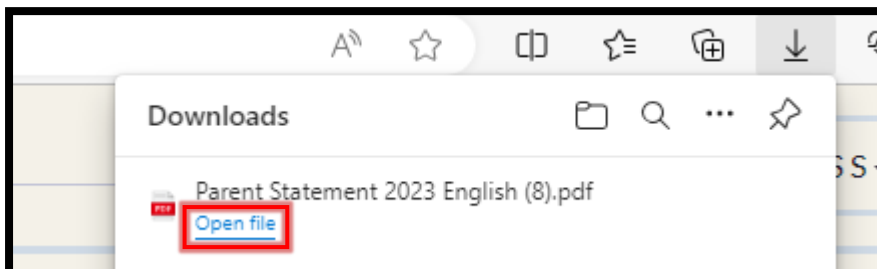 A
Downloads
Parent Statement 2023 English (8).pdf
PDF
Open file
S S